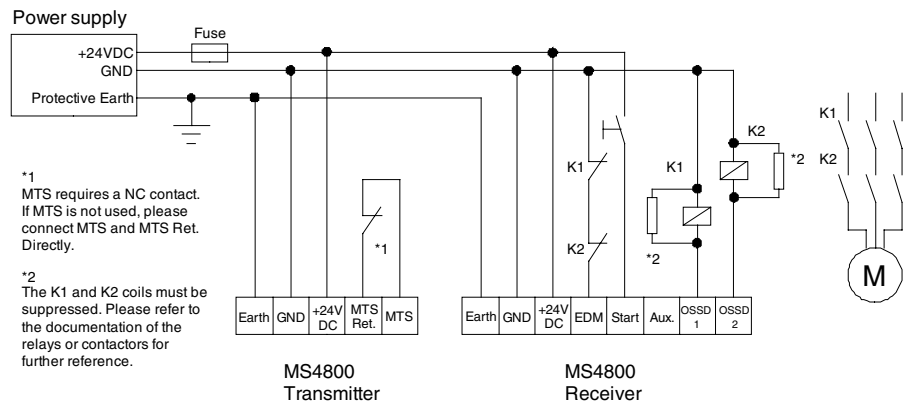 Power supply
+24VDC
GND
Protective Earth
Fuse
*1
MTS requires a NC contact.
If MTS is not used, please
connect MTS and MTS Ret.
Directly.
*2
The K1 and K2 coils must be
suppressed. Please refer to
the documentation of the
relays or contactors for
further reference.
*1
Earth
GND
+24V
DC
MTS
Ret.
MTS
MS4800
Transmitter
K1
K2
K1
*2
K2
*2
Earth
GND
+24V
DC
EDM
Start
Aux.
OSSD
1
OSSD
2
MS4800
Receiver
K1
K2
M